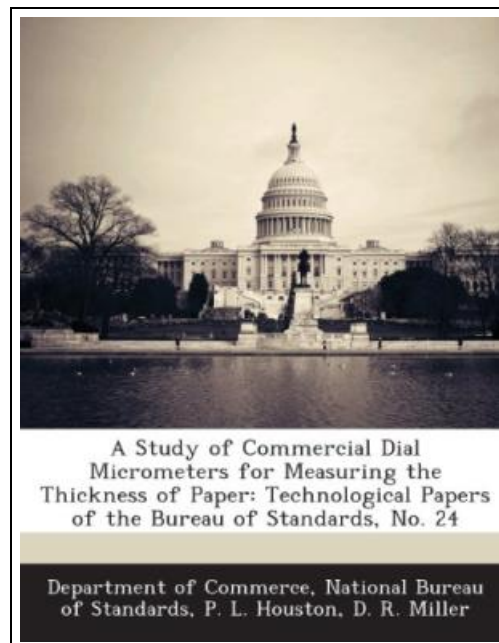 A Study of Commercial Dial
Micrometers for Measuring the
Thickness of Paper: Technological Papers
of the Bureau of Standards, No. 24
Department of Commerce, National Bureau
of Standards, P. L. Houston, D. R. Miller